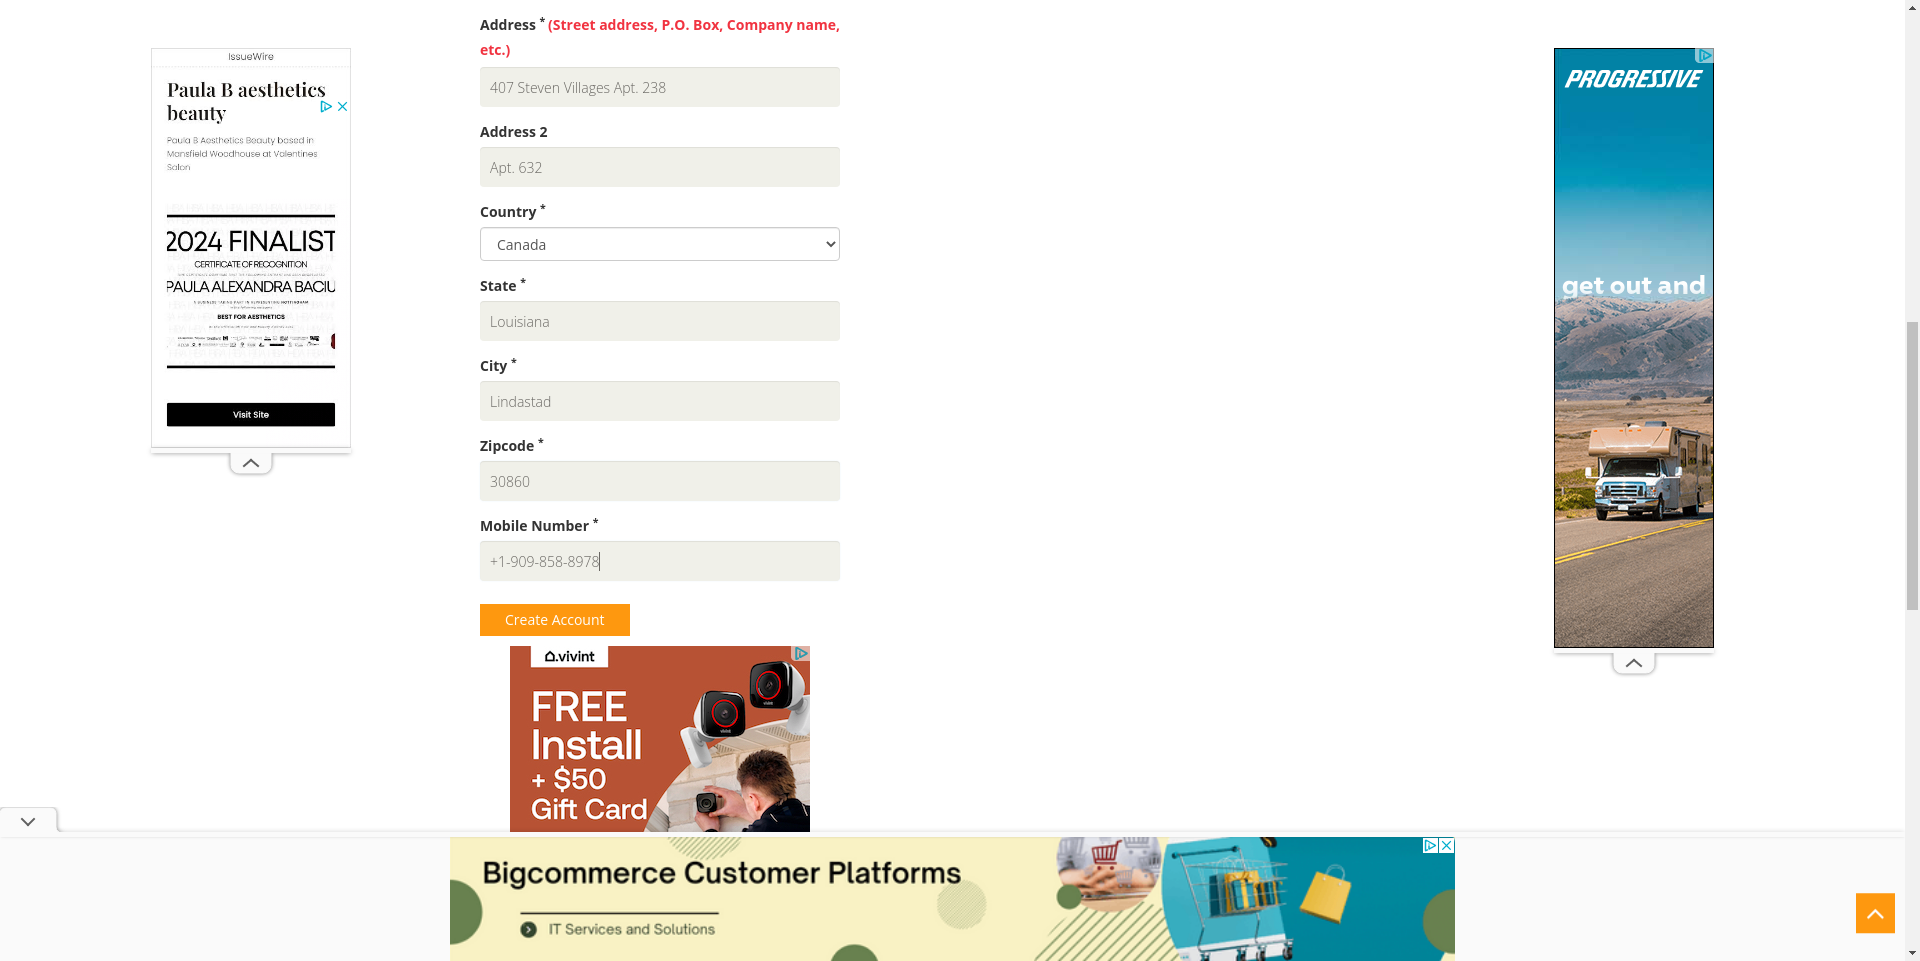 Address * (Street address, P.O. Box, Company name,
etc.)
407 Steven Villages Apt. 238
Address 2
Apt. 632
Country *
Canada
State *
Louisiana
City *
Lindastad
Zipcode *
30860
Mobile Number *
+1-909-858-8978
Create Account
IssueWire
Paula B aesthetics
beauty
Paula B Aesthetics Beauty based in
Mansfield Woodhouse at Valentines
Salon
2024 FINALIST
CERTIFICATE OF RECOGNITION
PAULA ALEXANDRA BACIU
BEST FOR AESTHETICS
Visit Site
PROGRESSIVE
get out and
vivint
FREE
Install
+ $50
Gift Card
Bigcommerce Customer Platforms
IT Services and Solutions